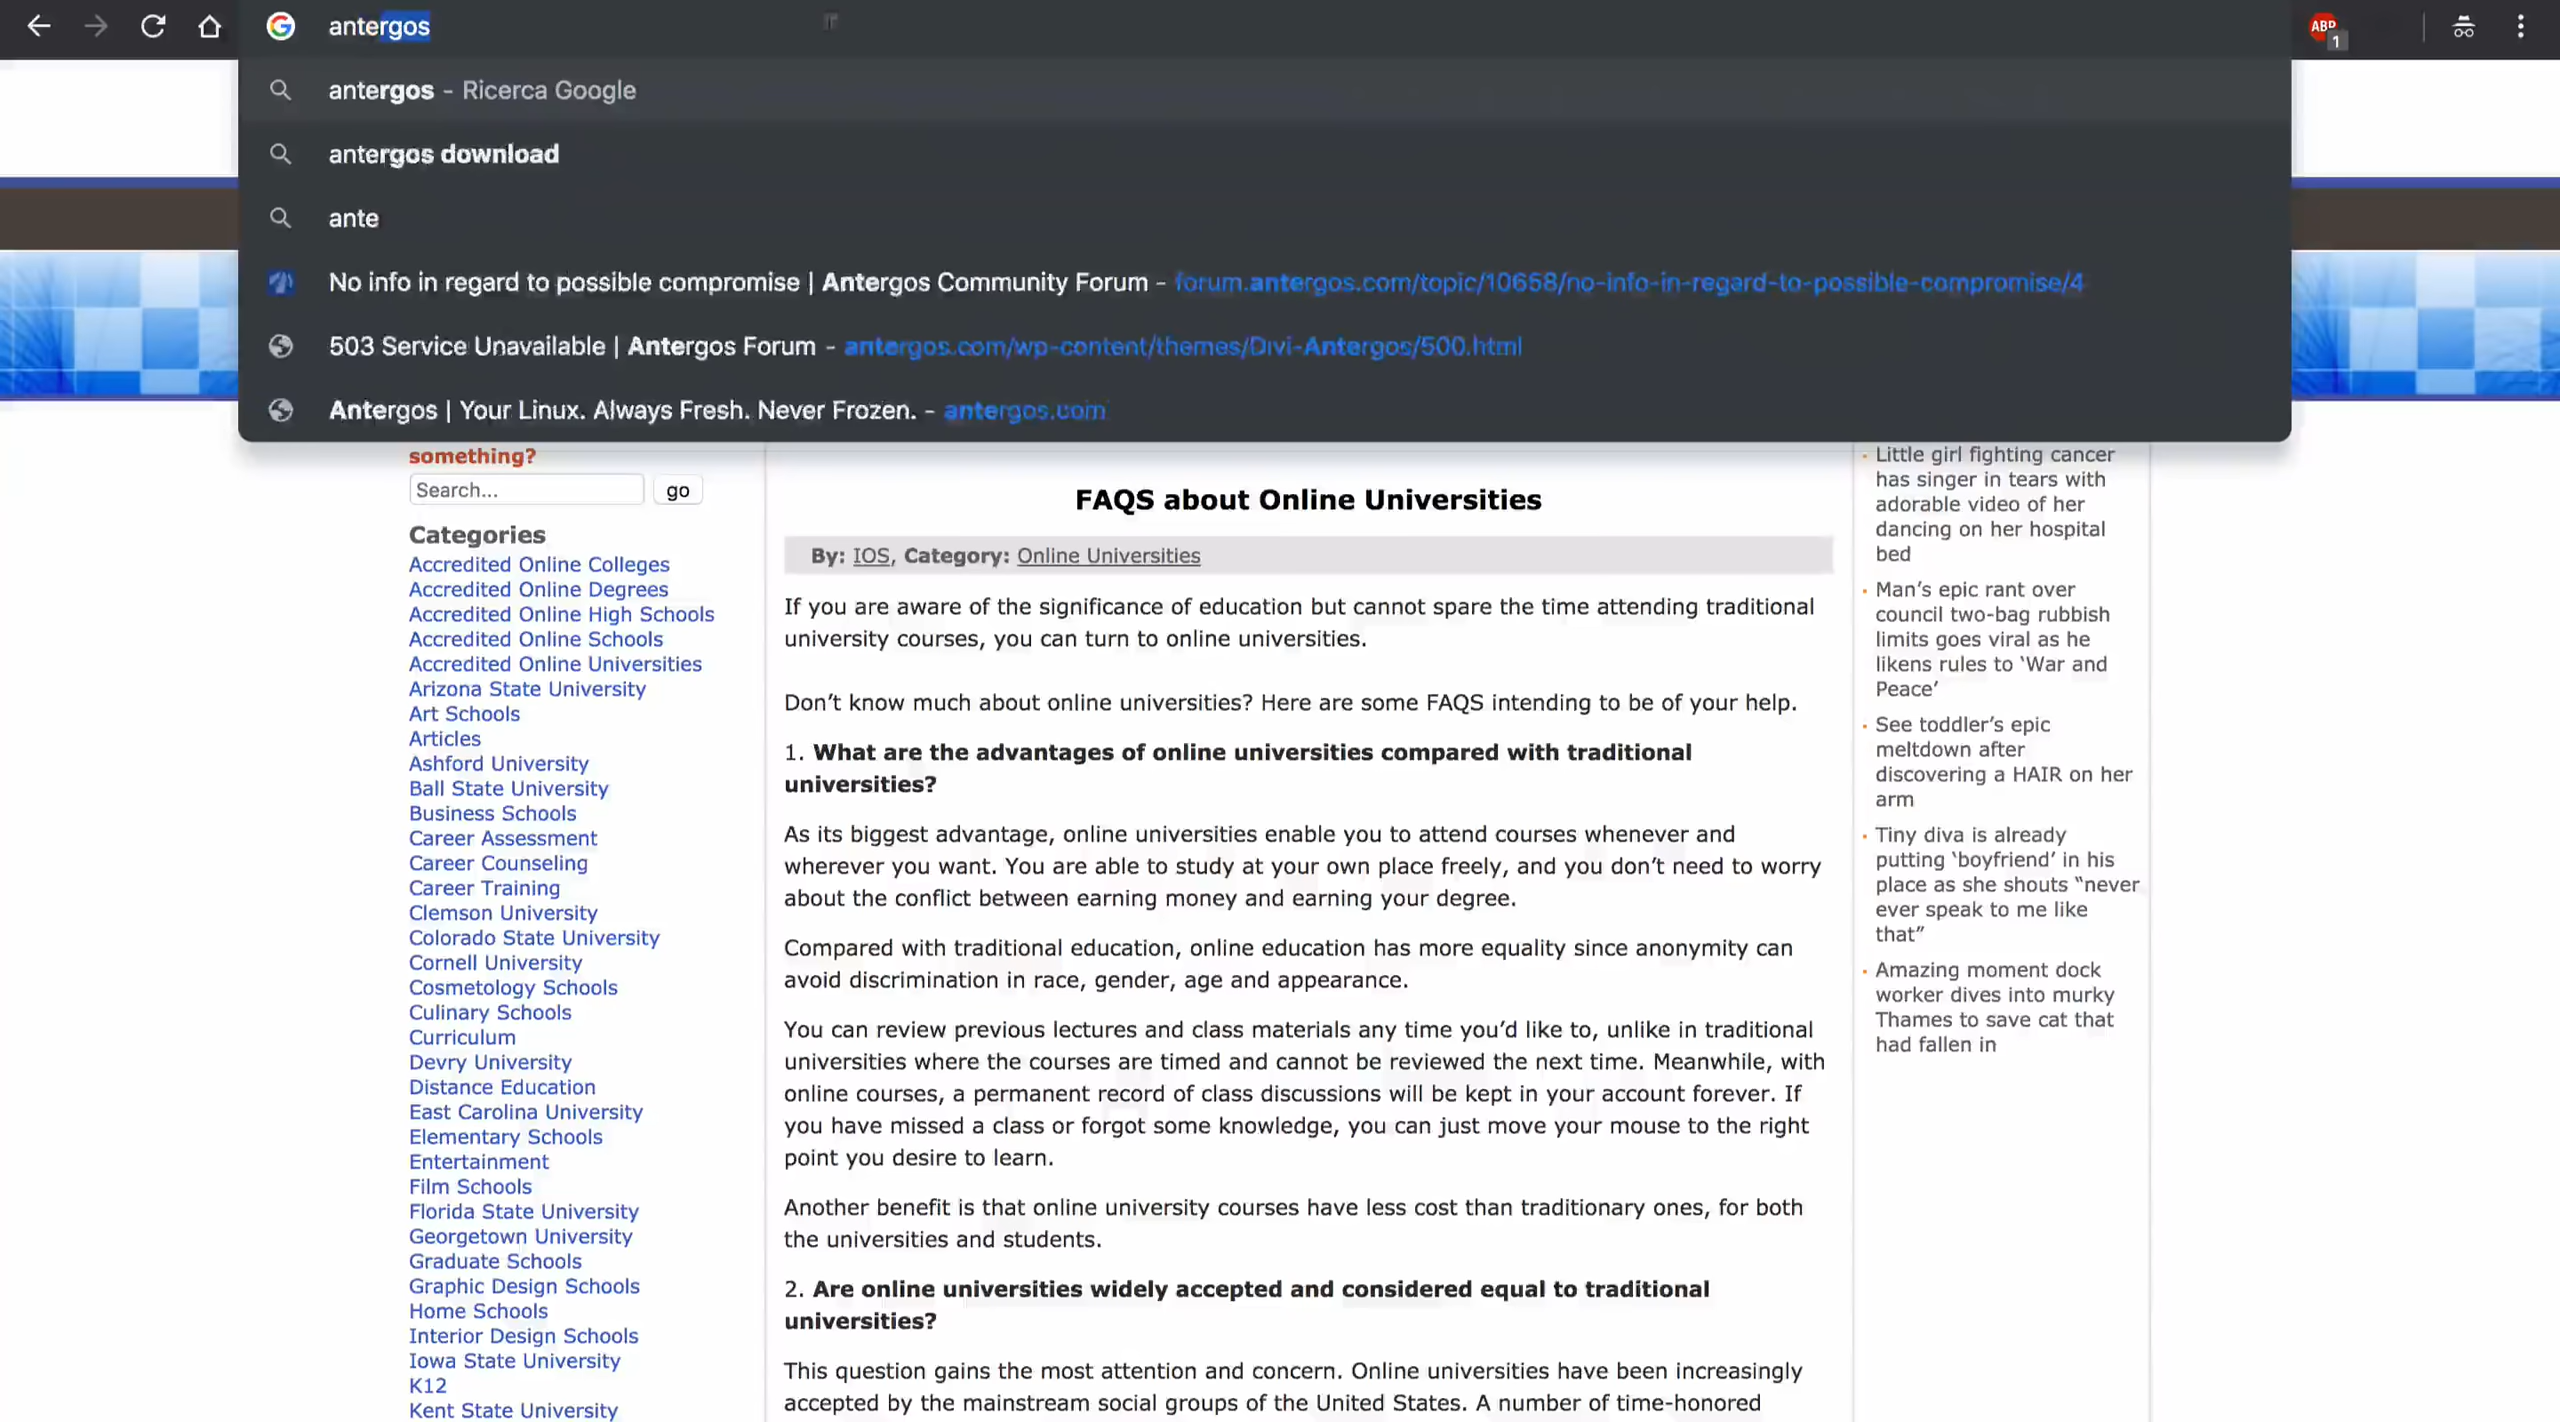 antergos
ABP
1
antergos – Ricerca Google
antergos download
ante
No info in regard to possible compromise | Antergos Community Forum – forum.antergos.com/topic/10658/no-info-in-regard-to-possible-compromise/4
503 Service Unavailable | Antergos Forum – antergos.com/wp-content/themes/Divi-Antergos/500.html
Antergos | Your Linux. Always Fresh. Never Frozen. – antergos.com
something?
Search...
go
Categories
Accredited Online Colleges
Accredited Online Degrees
Accredited Online High Schools
Accredited Online Schools
Accredited Online Universities
Arizona State University
Art Schools
Articles
Ashford University
Ball State University
Business Schools
Career Assessment
Career Counseling
Career Training
Clemson University
Colorado State University
Cornell University
Cosmetology Schools
Culinary Schools
Curriculum
Devry University
Distance Education
East Carolina University
Elementary Schools
Entertainment
Film Schools
Florida State University
Georgetown University
Graduate Schools
Graphic Design Schools
Home Schools
Interior Design Schools
Iowa State University
K12
Kent State University
FAQS about Online Universities
By: IOS, Category: Online Universities
If you are aware of the significance of education but cannot spare the time attending traditional
university courses, you can turn to online universities.
Don’t know much about online universities? Here are some FAQS intending to be of your help.
1. What are the advantages of online universities compared with traditional
universities?
As its biggest advantage, online universities enable you to attend courses whenever and
wherever you want. You are able to study at your own place freely, and you don’t need to worry
about the conflict between earning money and earning your degree.
Compared with traditional education, online education has more equality since anonymity can
avoid discrimination in race, gender, age and appearance.
You can review previous lectures and class materials any time you’d like to, unlike in traditional
universities where the courses are timed and cannot be reviewed the next time. Meanwhile, with
online courses, a permanent record of class discussions will be kept in your account forever. If
you have missed a class or forgot some knowledge, you can just move your mouse to the right
point you desire to learn.
Another benefit is that online university courses have less cost than traditionary ones, for both
the universities and students.
2. Are online universities widely accepted and considered equal to traditional
universities?
This question gains the most attention and concern. Online universities have been increasingly
accepted by the mainstream social groups of the United States. A number of time-honored
Little girl fighting cancer
has singer in tears with
adorable video of her
dancing on her hospital
bed
Man’s epic rant over
council two-bag rubbish
limits goes viral as he
likens rules to ‘War and
Peace’
See toddler’s epic
meltdown after
discovering a HAIR on her
arm
Tiny diva is already
putting ‘boyfriend’ in his
place as she shouts “never
ever speak to me like
that”
Amazing moment dock
worker dives into murky
Thames to save cat that
had fallen in